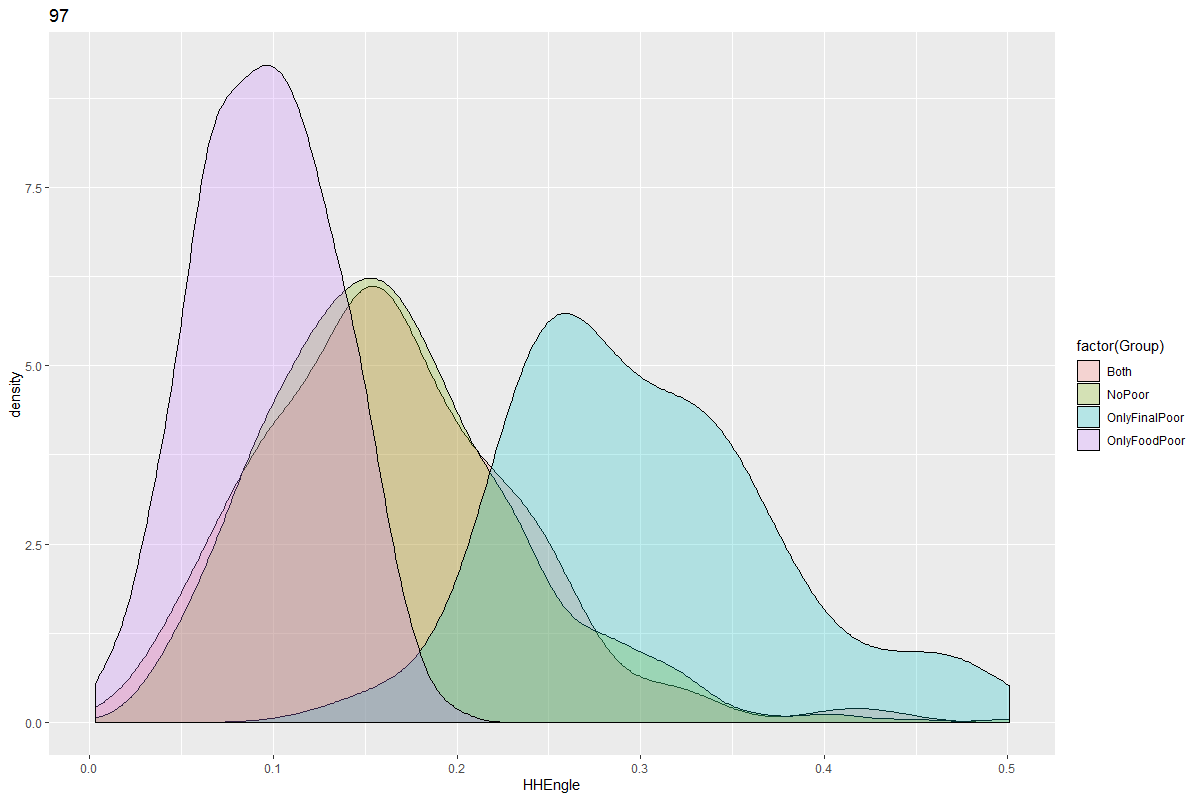 97
density
7.5
5.0
2.5
0.0
0.0 0.1 0.2 0.3 0.4 0.5
HHEngle
factor(Group)
Both
NoPoor
OnlyFinalPoor
OnlyFoodPoor